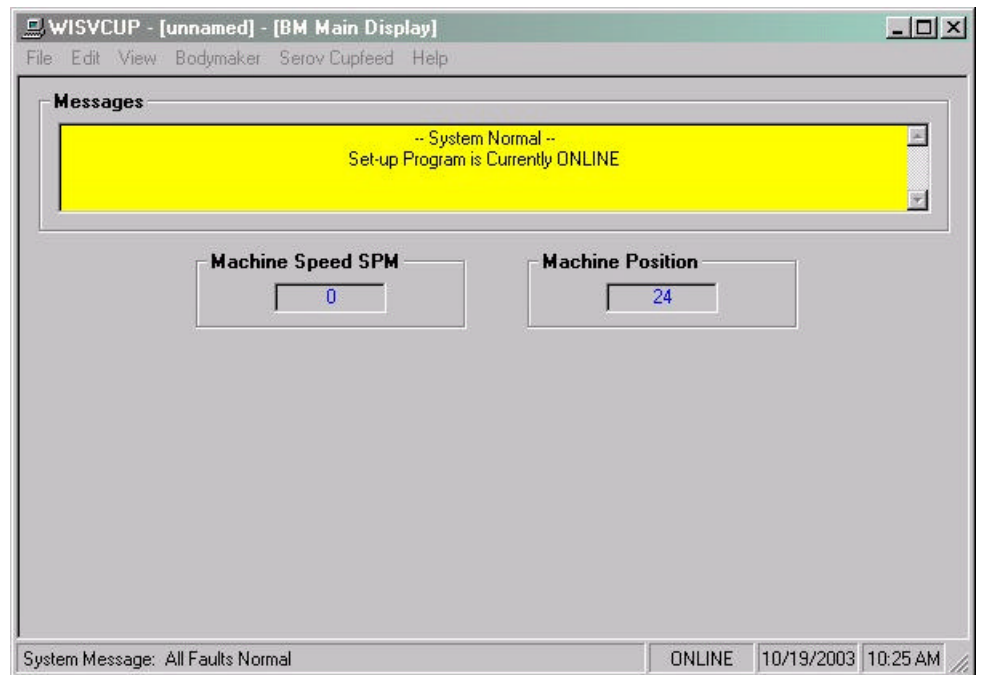 WISVCUP - [unnamed] - [BM Main Display]
File Edit View Bodymaker Serov Cupfeed Help
Messages
-- System Normal --
Set-up Program is Currently ONLINE
Machine Speed SPM Machine Position
0 24
System Message: All Faults Normal ONLINE 10/19/2003 10:25 AM